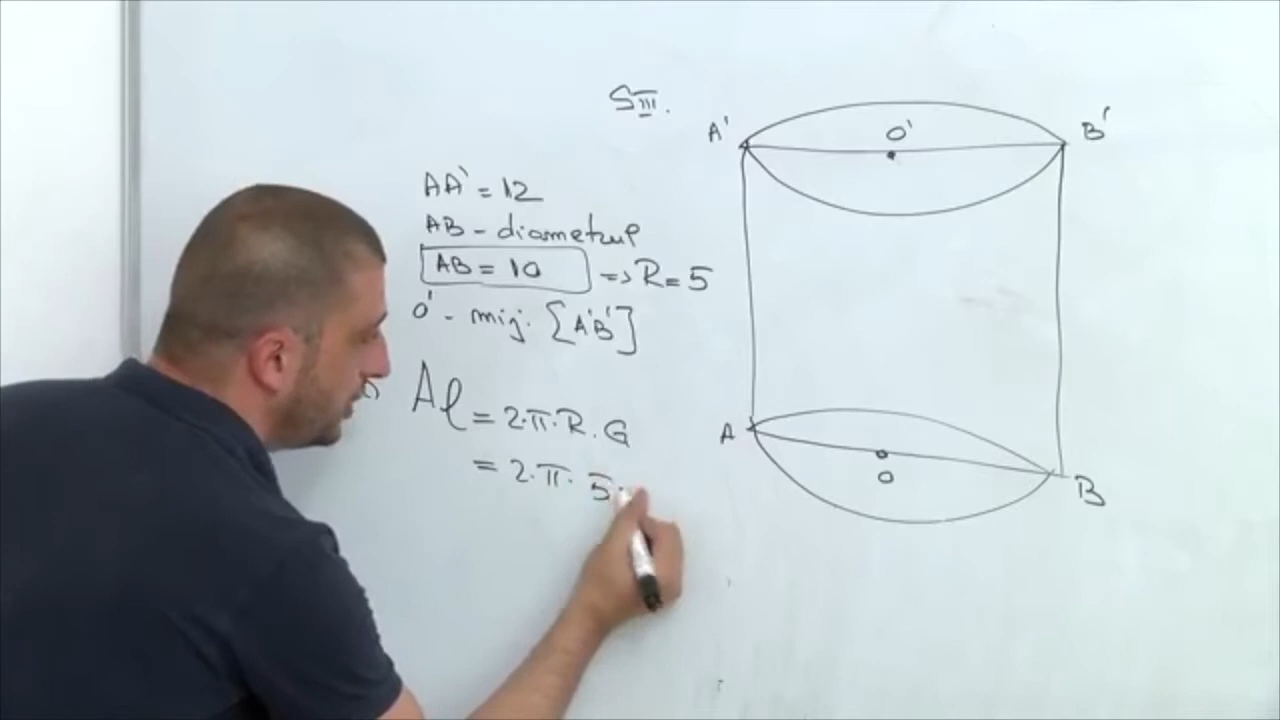 SIII.
AA' = 12
AB - diametrul
AB = 10 => R = 5
O' - mij. [A'B']
Al = 2·π·R·G
= 2·π·5·
A' O' B'
A O B